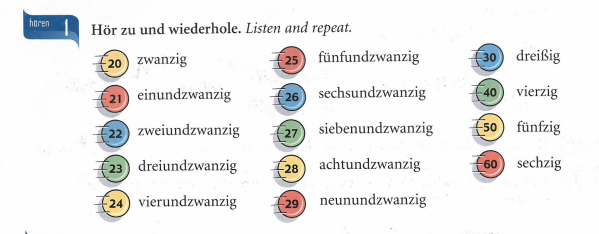 hören 1
Hör zu und wiederhole. Listen and repeat.
20 zwanzig
21 einundzwanzig
22 zweiundzwanzig
23 dreiundzwanzig
24 vierundzwanzig
25 fünfundzwanzig
26 sechsundzwanzig
27 siebenundzwanzig
28 achtundzwanzig
29 neunundzwanzig
30 dreißig
40 vierzig
50 fünfzig
60 sechzig